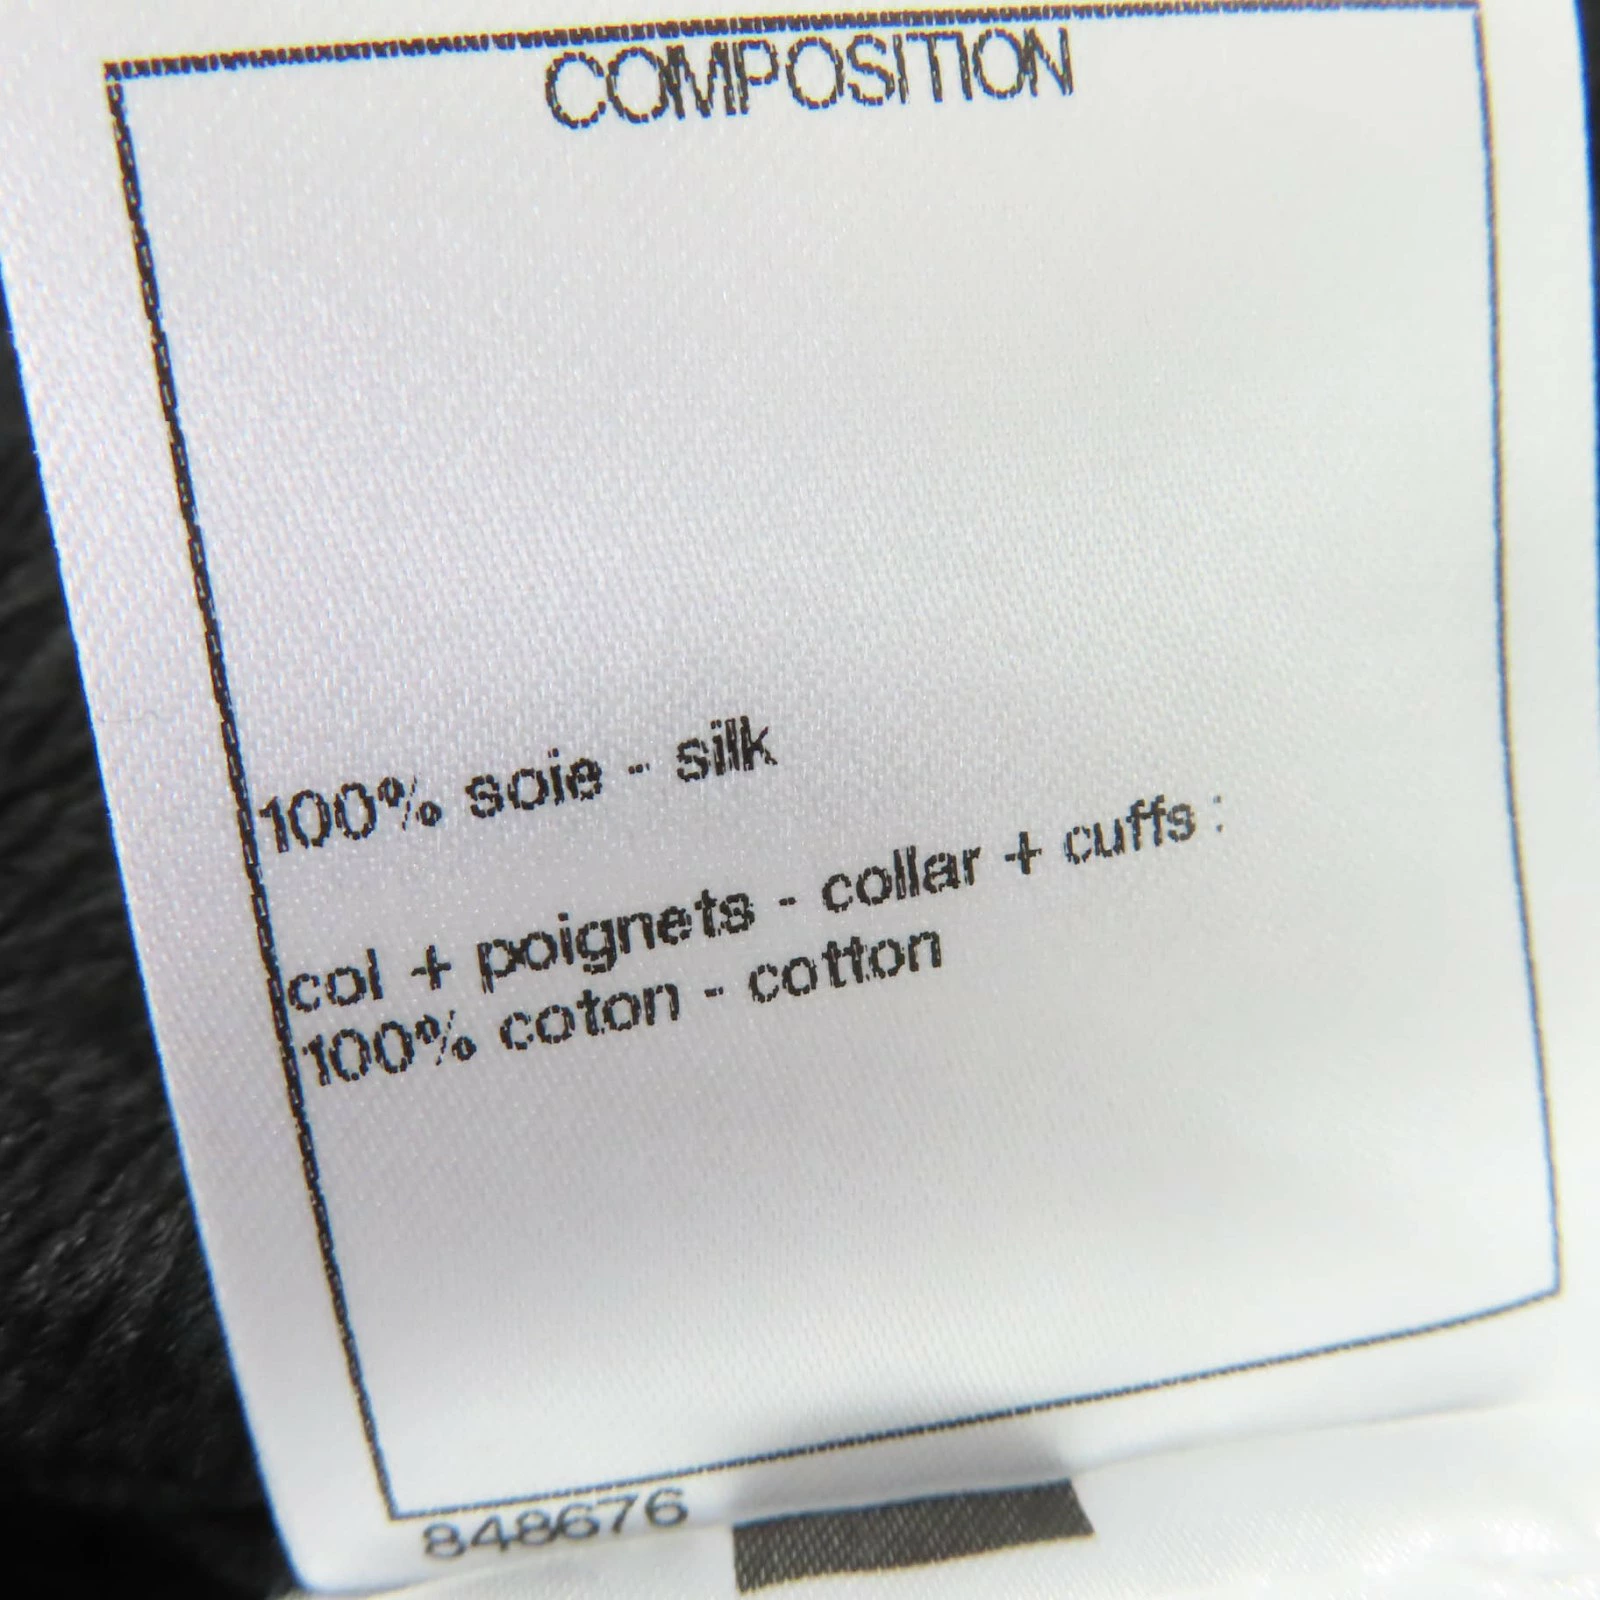 COMPOSITION
100% soie - silk
col + poignets - collar + cuffs :
100% coton - cotton
848676